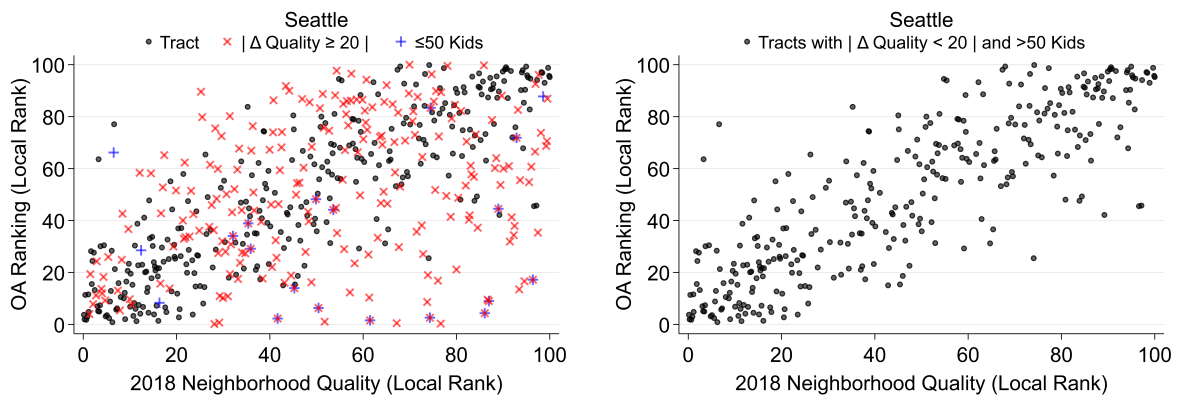 Seattle
Tract | Δ Quality ≥ 20 | ≤50 Kids
100
80
60
40
20
0
OA Ranking (Local Rank)
0 20 40 60 80 100
2018 Neighborhood Quality (Local Rank)
Seattle
Tracts with | Δ Quality < 20 | and >50 Kids
100
80
60
40
20
0
OA Ranking (Local Rank)
0 20 40 60 80 100
2018 Neighborhood Quality (Local Rank)